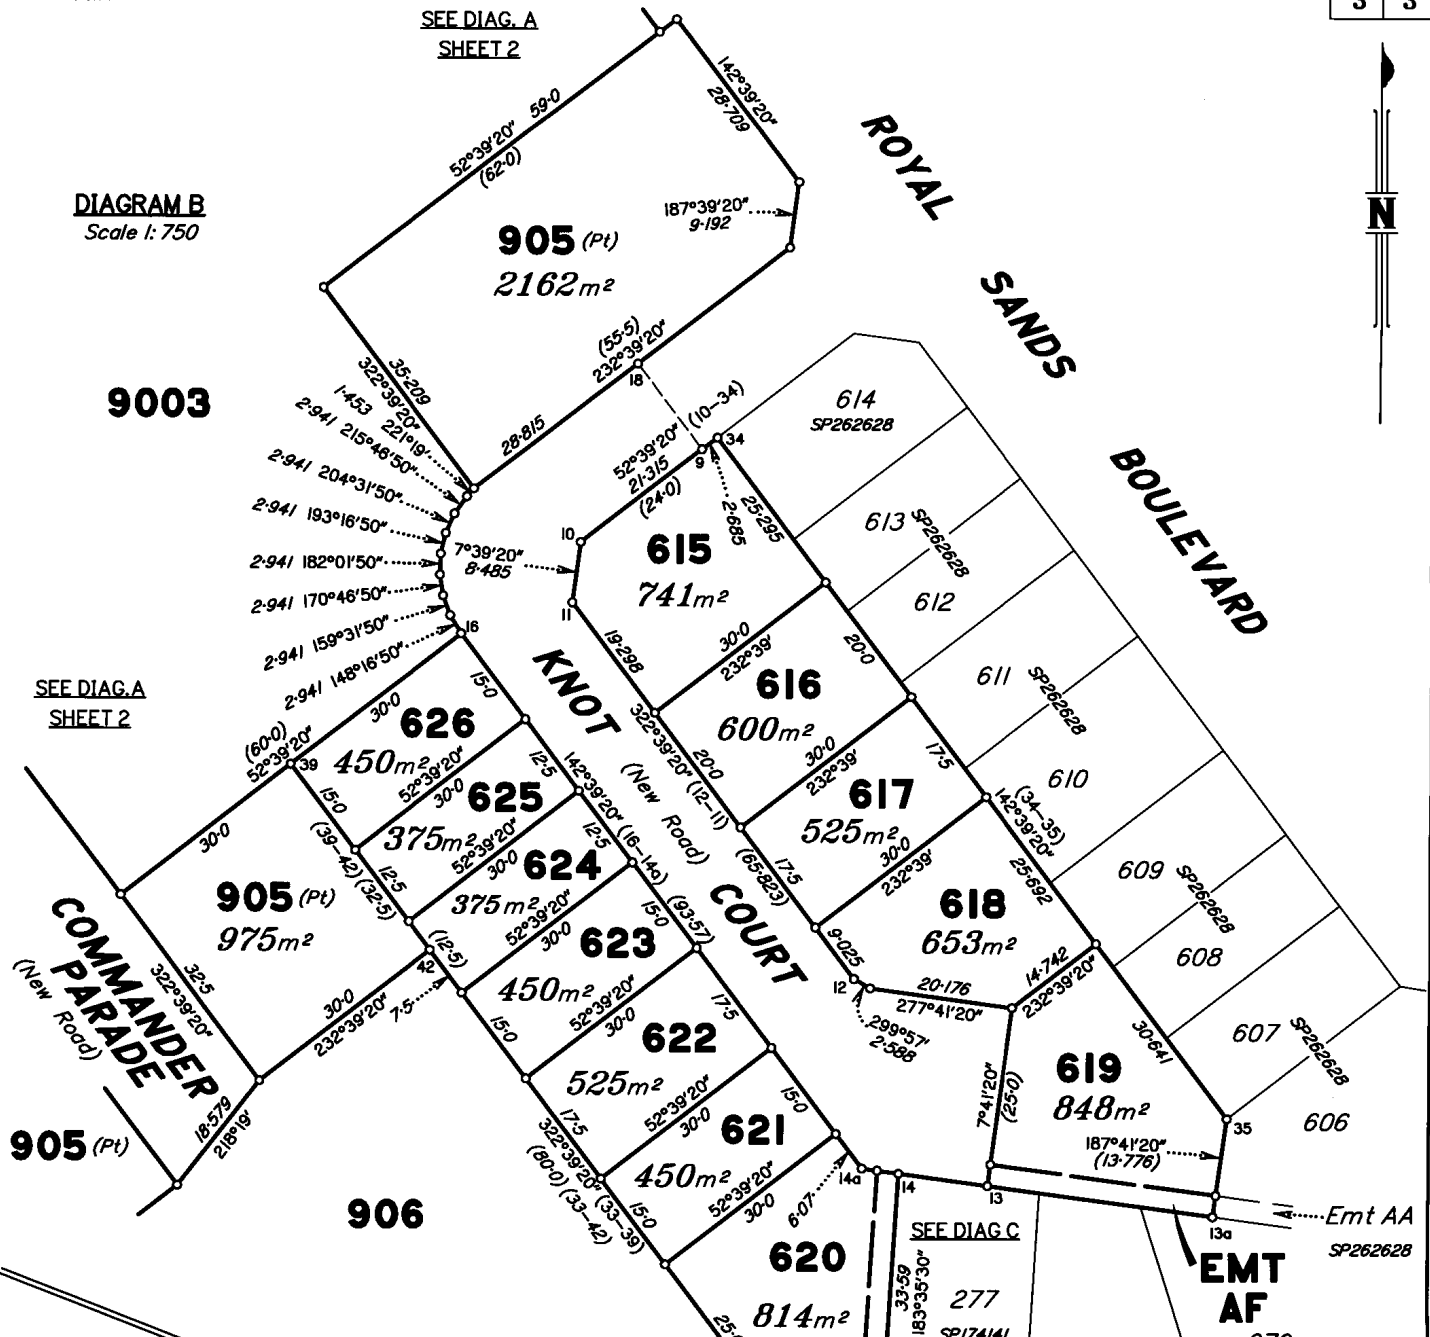 SEE DIAG. A
SHEET 2
DIAGRAM B
Scale 1: 750
52°39'20" 59·0
(62·0)
142°39'20"
28·709
187°39'20"
9·192
905 (Pt)
2162m²
ROYAL
SANDS
BOULEVARD
N
(55·5)
232°39'20"
18
28·815
35·209
322°39'20"
9003
1·453 221°19'
2·941 215°46'50"
2·941 204°31'50"
2·941 193°16'50"
2·941 182°01'50"
2·941 170°46'50"
2·941 159°31'50"
2·941 148°16'50"
7°39'20"
8·485
10
11
52°39'20" (10–34)
21·315
(24·0)
9
34
2·685
25·295
615
741m²
614
SP262628
613
SP262628
612
611
SP262628
610
609
SP262628
608
607
SP262628
606
16
19·298
30·0
232°39'
20·0
616
600m²
KNOT
(New Road)
COURT
322°39'20" (12–11)
20·0
(65·823)
30·0
232°39'
17·5
617
525m²
17·5
30·0
232°39'
(34–35)
142°39'20"
25·692
618
653m²
9·025
12
20·176
277°41'20"
299°57'
2·588
14·742
232°39'20"
30·641
7°41'20"
(25·0)
619
848m²
187°41'20"
(13·776)
35
SEE DIAG.A
SHEET 2
(60·0)
52°39'20"
39
30·0
15·0
626
450m²
52°39'20"
30·0
12·5
142°39'20" (16–14a)
(93·57)
625
375m²
52°39'20"
30·0
12·5
624
375m²
52°39'20"
30·0
15·0
623
450m²
52°39'20"
30·0
17·5
622
525m²
52°39'20"
30·0
15·0
621
450m²
52°39'20"
30·0
6·07
14a
14
13
13a
15·0
(39–42) (32·5)
12·5
(12·5)
42
7·5
30·0
905 (Pt)
975m²
32·5
322°39'20"
30·0
232°39'20"
COMMANDER
PARADE
(New Road)
18·579
218°19'
905 (Pt)
15·0
17·5
322°39'20" (33–39)
(80·0) (33–42)
15·0
906
620
814m²
33·59
183°35'30"
SEE DIAG C
277
SP174141
EMT
AF
Emt AA
SP262628